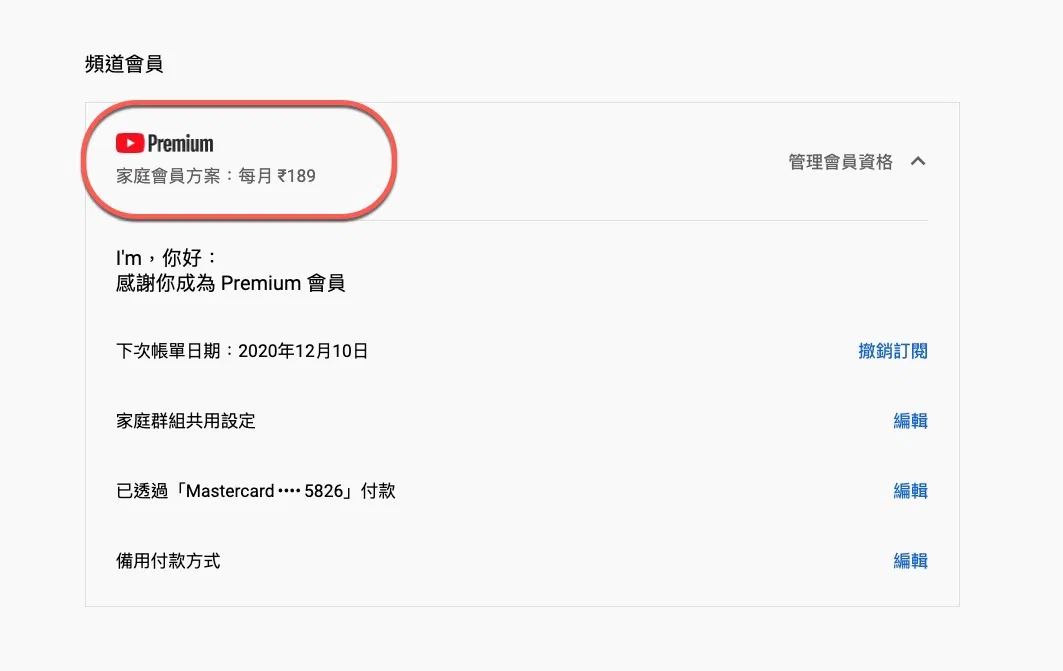 頻道會員
Premium
家庭會員方案：每月 ₹189
管理會員資格
I'm，你好：
感謝你成為 Premium 會員
下次帳單日期：2020年12月10日
撤銷訂閱
家庭群組共用設定
編輯
已透過「Mastercard •••• 5826」付款
編輯
備用付款方式
編輯